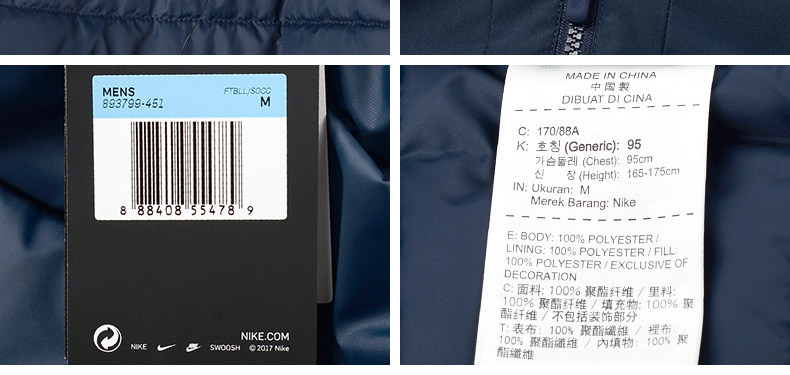 MENS
893799-451
FTBLL/SOCC
M
8 88408 55478 9
NIKE.COM
NIKE SWOOSH © 2017 Nike
MADE IN CHINA
中國製
DIBUAT DI CINA
C: 170/88A
K: 호칭 (Generic): 95
가슴둘레 (Chest): 95cm
신 장 (Height): 165-175cm
IN: Ukuran: M
Merek Barang: Nike
E: BODY: 100% POLYESTER /
LINING: 100% POLYESTER / FILL:
100% POLYESTER / EXCLUSIVE OF
DECORATION
C: 面料: 100% 聚酯纤维 / 里料:
100% 聚酯纤维 / 填充物: 100% 聚
酯纤维 / 不包括装饰部分
T: 表布: 100% 聚酯纖維 / 裡布:
100% 聚酯纖維 / 內填物: 100% 聚
酯纖維